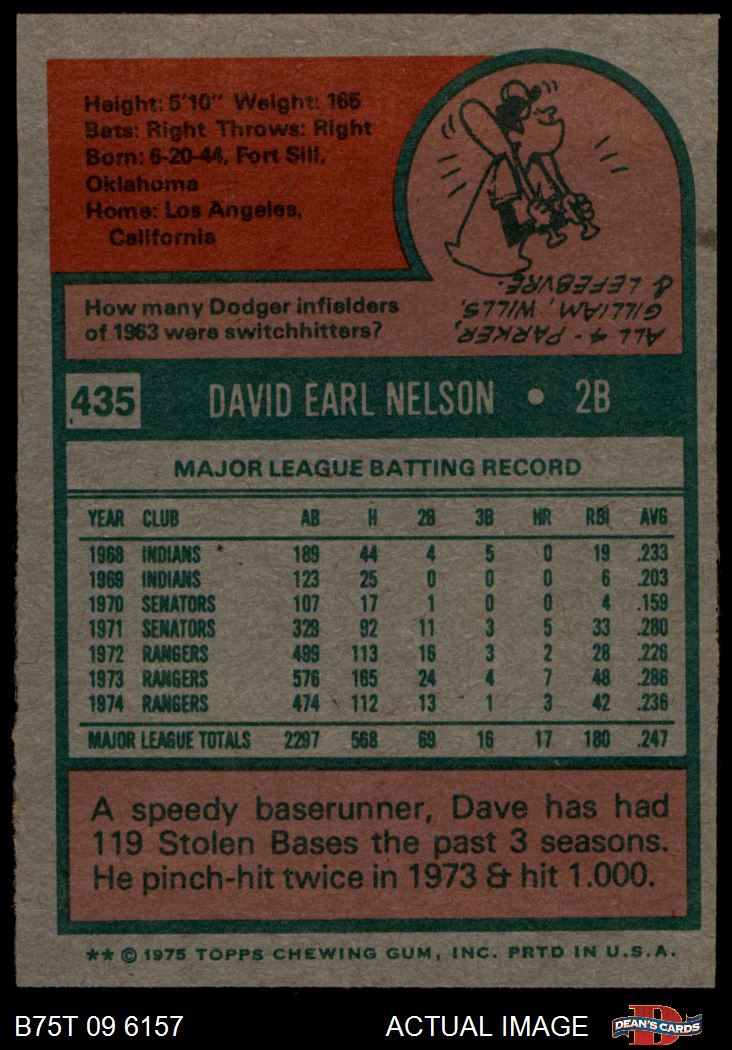 Height: 5'10" Weight: 165
Bats: Right Throws: Right
Born: 6-20-44, Fort Sill,
Oklahoma
Home: Los Angeles,
California
How many Dodger infielders
of 1963 were switchhitters?
ALL 4 - PARKER,
GILLIAM, WILLS,
& LEFEBVRE.
435 DAVID EARL NELSON • 2B
MAJOR LEAGUE BATTING RECORD
YEAR CLUB AB H 2B 3B HR RBI AVG
1968 INDIANS 189 44 4 5 0 19 .233
1969 INDIANS 123 25 0 0 0 6 .203
1970 SENATORS 107 17 1 0 0 4 .159
1971 SENATORS 329 92 11 3 5 33 .280
1972 RANGERS 499 113 16 3 2 28 .226
1973 RANGERS 576 165 24 4 7 48 .286
1974 RANGERS 474 112 13 1 3 42 .236
MAJOR LEAGUE TOTALS 2297 568 69 16 17 180 .247
A speedy baserunner, Dave has had
119 Stolen Bases the past 3 seasons.
He pinch-hit twice in 1973 & hit 1.000.
** © 1975 TOPPS CHEWING GUM, INC. PRTD IN U.S.A.
B75T 09 6157 ACTUAL IMAGE D DEAN'S CARDS